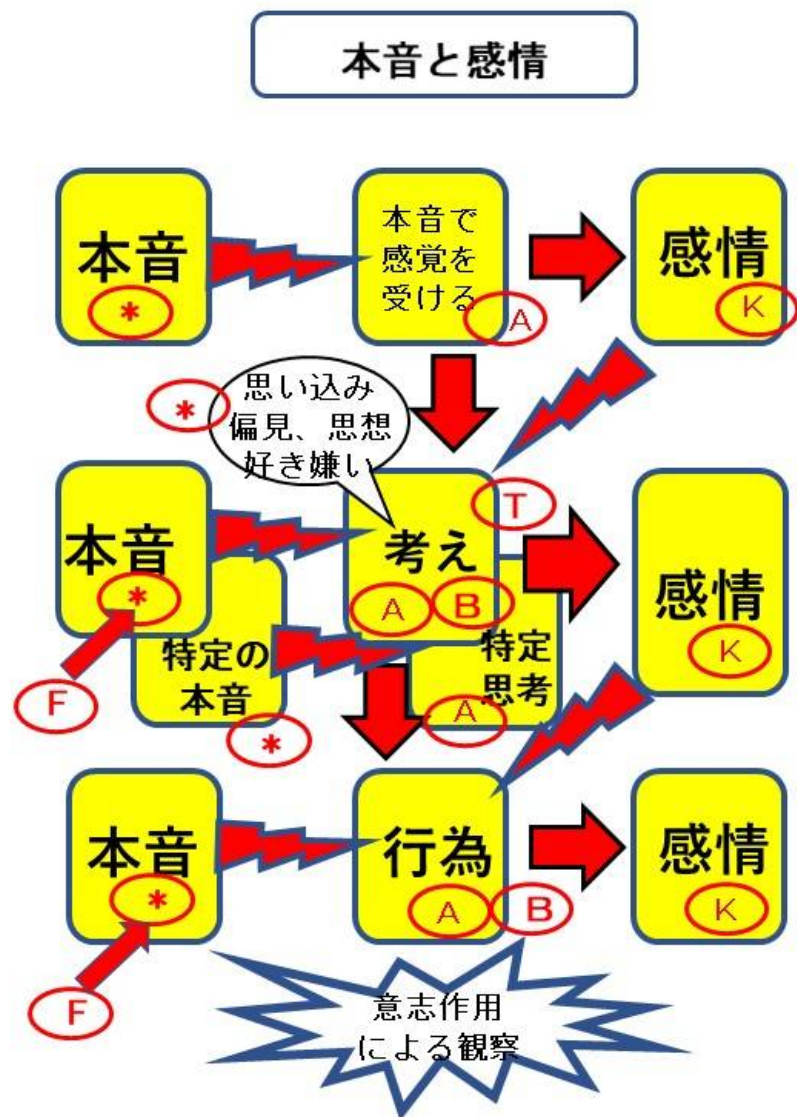 本音と感情
本音
*
本音で
感覚を
受ける
A
感情
K
*
思い込み
偏見、思想
好き嫌い
本音
*
F
特定の
本音
*
考え
T
A
B
特定
思考
A
感情
K
本音
*
F
行為
A
B
感情
K
意志作用
による観察